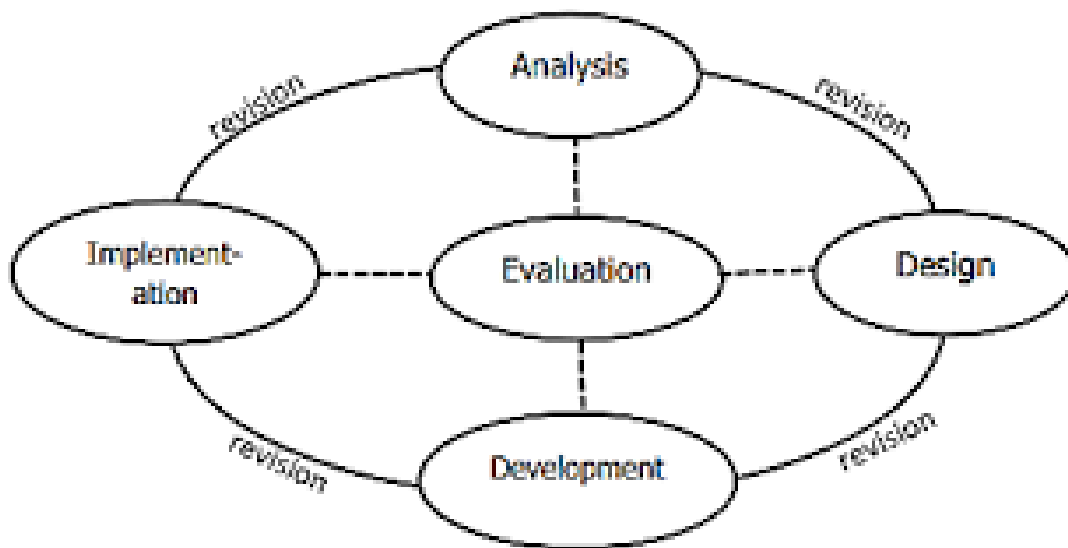 Analysis
revision
revision
Implement-
ation
Evaluation
Design
revision
revision
Development